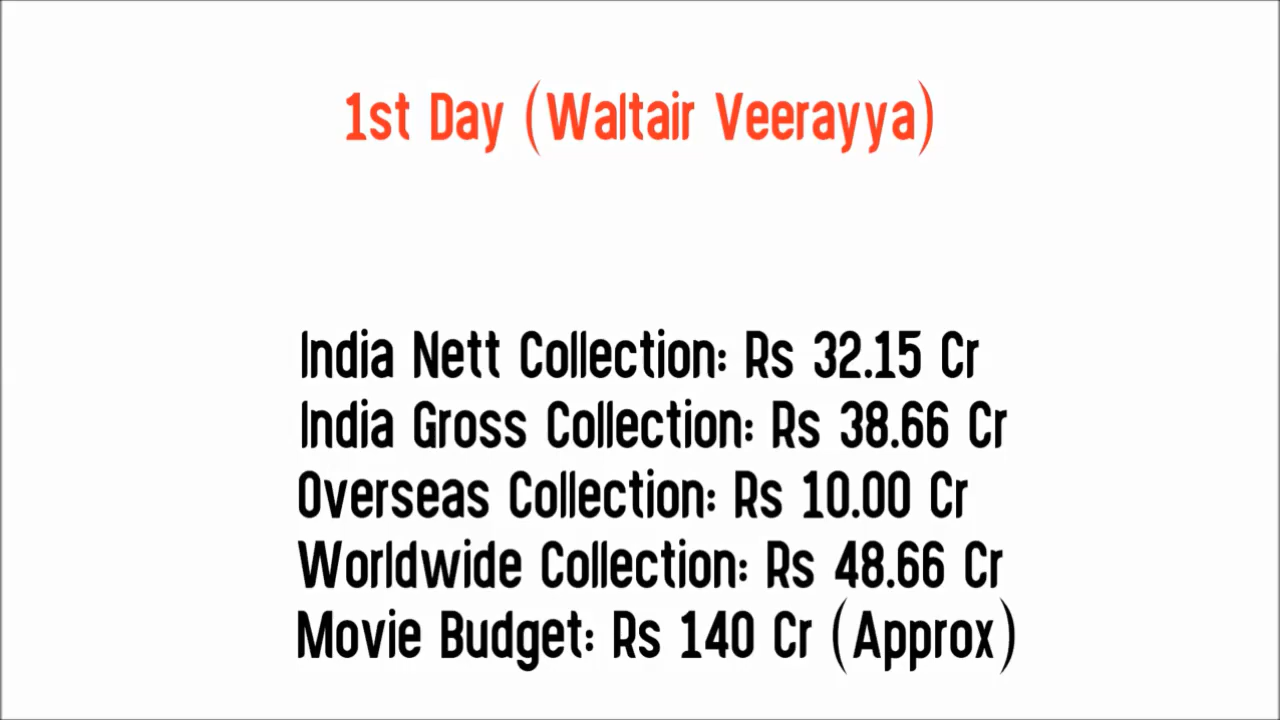 1st Day (Waltair Veerayya)
India Nett Collection: Rs 32.15 Cr
India Gross Collection: Rs 38.66 Cr
Overseas Collection: Rs 10.00 Cr
Worldwide Collection: Rs 48.66 Cr
Movie Budget: Rs 140 Cr (Approx)